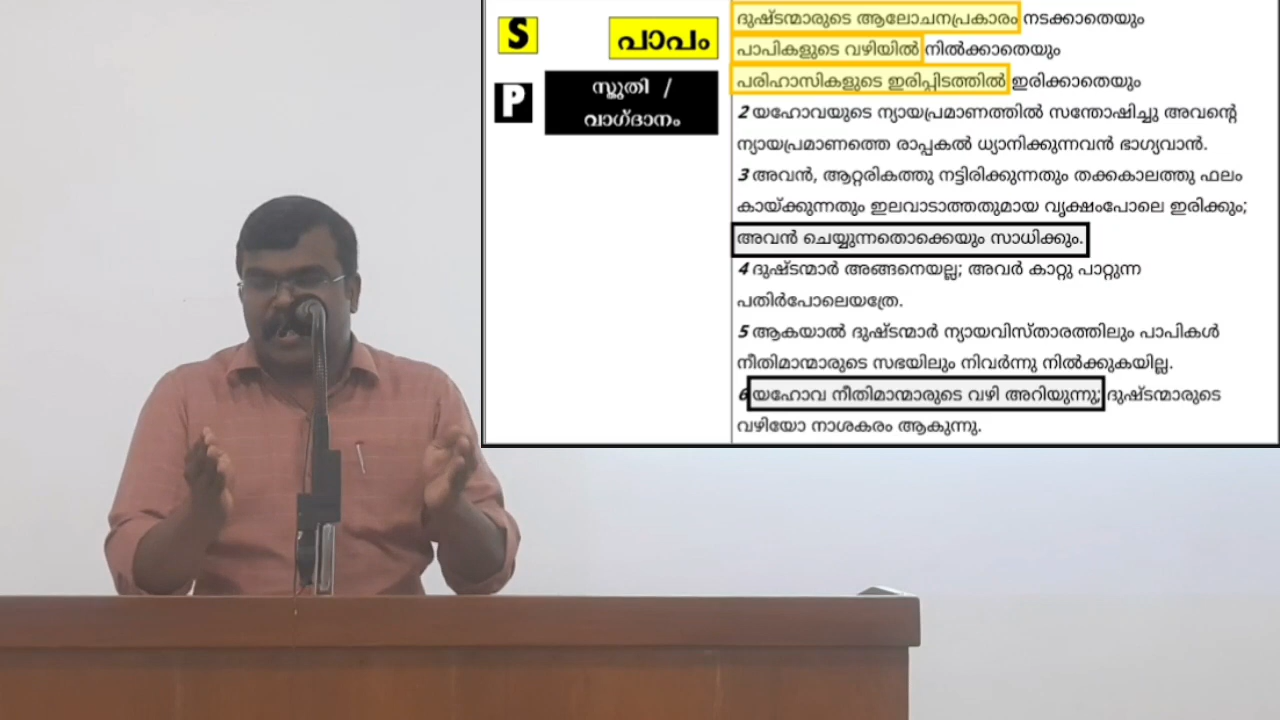 S പാപം
P സ്തുതി /
വാഗ്ദാനം
ദുഷ്ടന്മാരുടെ ആലോചനപ്രകാരം നടക്കാതെയും
പാപികളുടെ വഴിയിൽ നിൽക്കാതെയും
പരിഹാസികളുടെ ഇരിപ്പിടത്തിൽ ഇരിക്കാതെയും
2 യഹോവയുടെ ന്യായപ്രമാണത്തിൽ സന്തോഷിച്ചു അവന്റെ
ന്യായപ്രമാണത്തെ രാപ്പകൽ ധ്യാനിക്കുന്നവൻ ഭാഗ്യവാൻ.
3 അവൻ, ആറ്റരികത്തു നട്ടിരിക്കുന്നതും തക്കകാലത്തു ഫലം
കായ്ക്കുന്നതും ഇലവാടാത്തതുമായ വൃക്ഷംപോലെ ഇരിക്കും;
അവൻ ചെയ്യുന്നതൊക്കെയും സാധിക്കും.
4 ദുഷ്ടന്മാർ അങ്ങനെയല്ല; അവർ കാറ്റു പാറ്റുന്ന
പതിർപോലെയത്രേ.
5 ആകയാൽ ദുഷ്ടന്മാർ ന്യായവിസ്താരത്തിലും പാപികൾ
നീതിമാന്മാരുടെ സഭയിലും നിവർന്നു നിൽക്കുകയില്ല.
6 യഹോവ നീതിമാന്മാരുടെ വഴി അറിയുന്നു; ദുഷ്ടന്മാരുടെ
വഴിയോ നാശകരം ആകുന്നു.